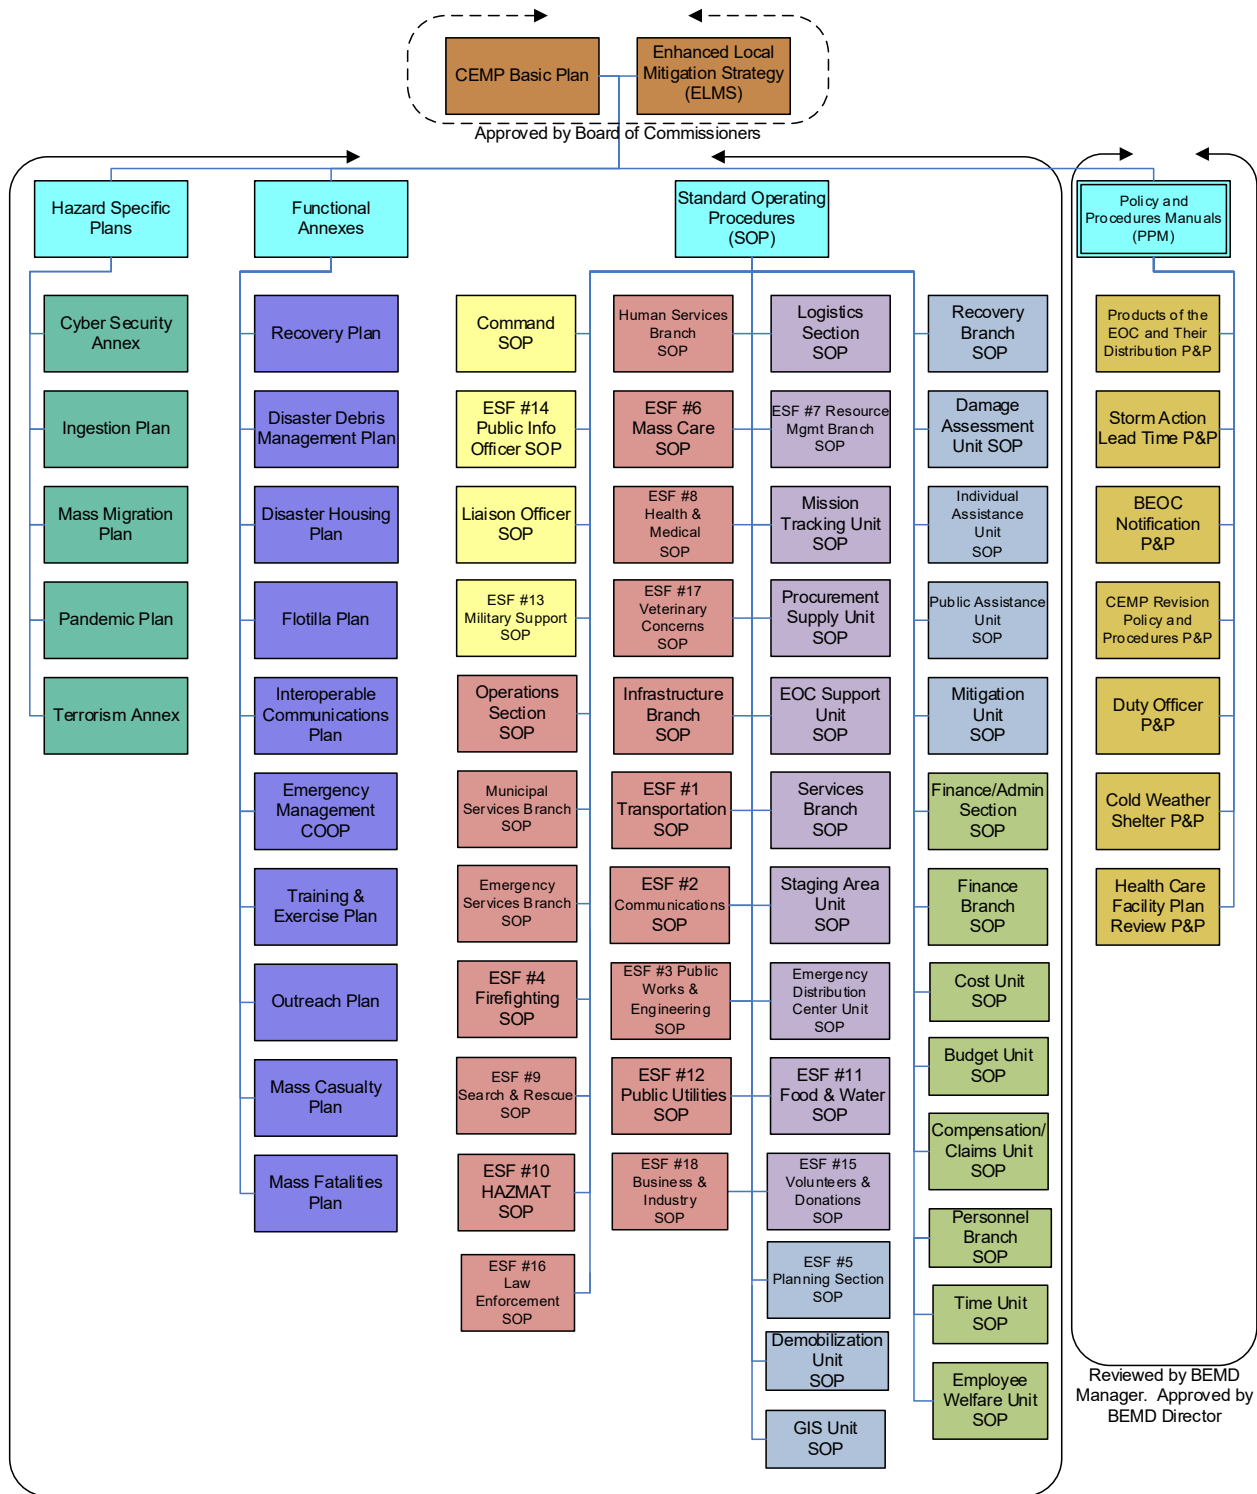 CEMP Basic Plan
Enhanced Local
Mitigation Strategy
(ELMS)
Approved by Board of Commissioners
Hazard Specific
Plans
Functional
Annexes
Standard Operating
Procedures
(SOP)
Policy and
Procedures Manuals
(PPM)
Cyber Security
Annex
Ingestion Plan
Mass Migration
Plan
Pandemic Plan
Terrorism Annex
Recovery Plan
Disaster Debris
Management Plan
Disaster Housing
Plan
Flotilla Plan
Interoperable
Communications
Plan
Emergency
Management
COOP
Training &
Exercise Plan
Outreach Plan
Mass Casualty
Plan
Mass Fatalities
Plan
Command
SOP
ESF #14
Public Info
Officer SOP
Liaison Officer
SOP
ESF #13
Military Support
SOP
Operations
Section
SOP
Municipal
Services Branch
SOP
Emergency
Services Branch
SOP
ESF #4
Firefighting
SOP
ESF #9
Search & Rescue
SOP
ESF #10
HAZMAT
SOP
ESF #16
Law
Enforcement
SOP
Human Services
Branch
SOP
ESF #6
Mass Care
SOP
ESF #8
Health &
Medical
SOP
ESF #17
Veterinary
Concerns
SOP
Infrastructure
Branch
SOP
ESF #1
Transportation
SOP
ESF #2
Communications
SOP
ESF #3 Public
Works &
Engineering
SOP
ESF #12
Public Utilities
SOP
ESF #18
Business &
Industry
SOP
Logistics
Section
SOP
ESF #7 Resource
Mgmt Branch
SOP
Mission
Tracking Unit
SOP
Procurement
Supply Unit
SOP
EOC Support
Unit
SOP
Services
Branch
SOP
Staging Area
Unit
SOP
Emergency
Distribution
Center Unit
SOP
ESF #11
Food & Water
SOP
ESF #15
Volunteers &
Donations
SOP
ESF #5
Planning Section
SOP
Demobilization
Unit
SOP
GIS Unit
SOP
Recovery
Branch
SOP
Damage
Assessment
Unit SOP
Individual
Assistance
Unit
SOP
Public Assistance
Unit
SOP
Mitigation
Unit
SOP
Finance/Admin
Section
SOP
Finance
Branch
SOP
Cost Unit
SOP
Budget Unit
SOP
Compensation/
Claims Unit
SOP
Personnel
Branch
SOP
Time Unit
SOP
Employee
Welfare Unit
SOP
Products of the
EOC and Their
Distribution P&P
Storm Action
Lead Time P&P
BEOC
Notification
P&P
CEMP Revision
Policy and
Procedures P&P
Duty Officer
P&P
Cold Weather
Shelter P&P
Health Care
Facility Plan
Review P&P
Reviewed by BEMD
Manager.  Approved by
BEMD Director